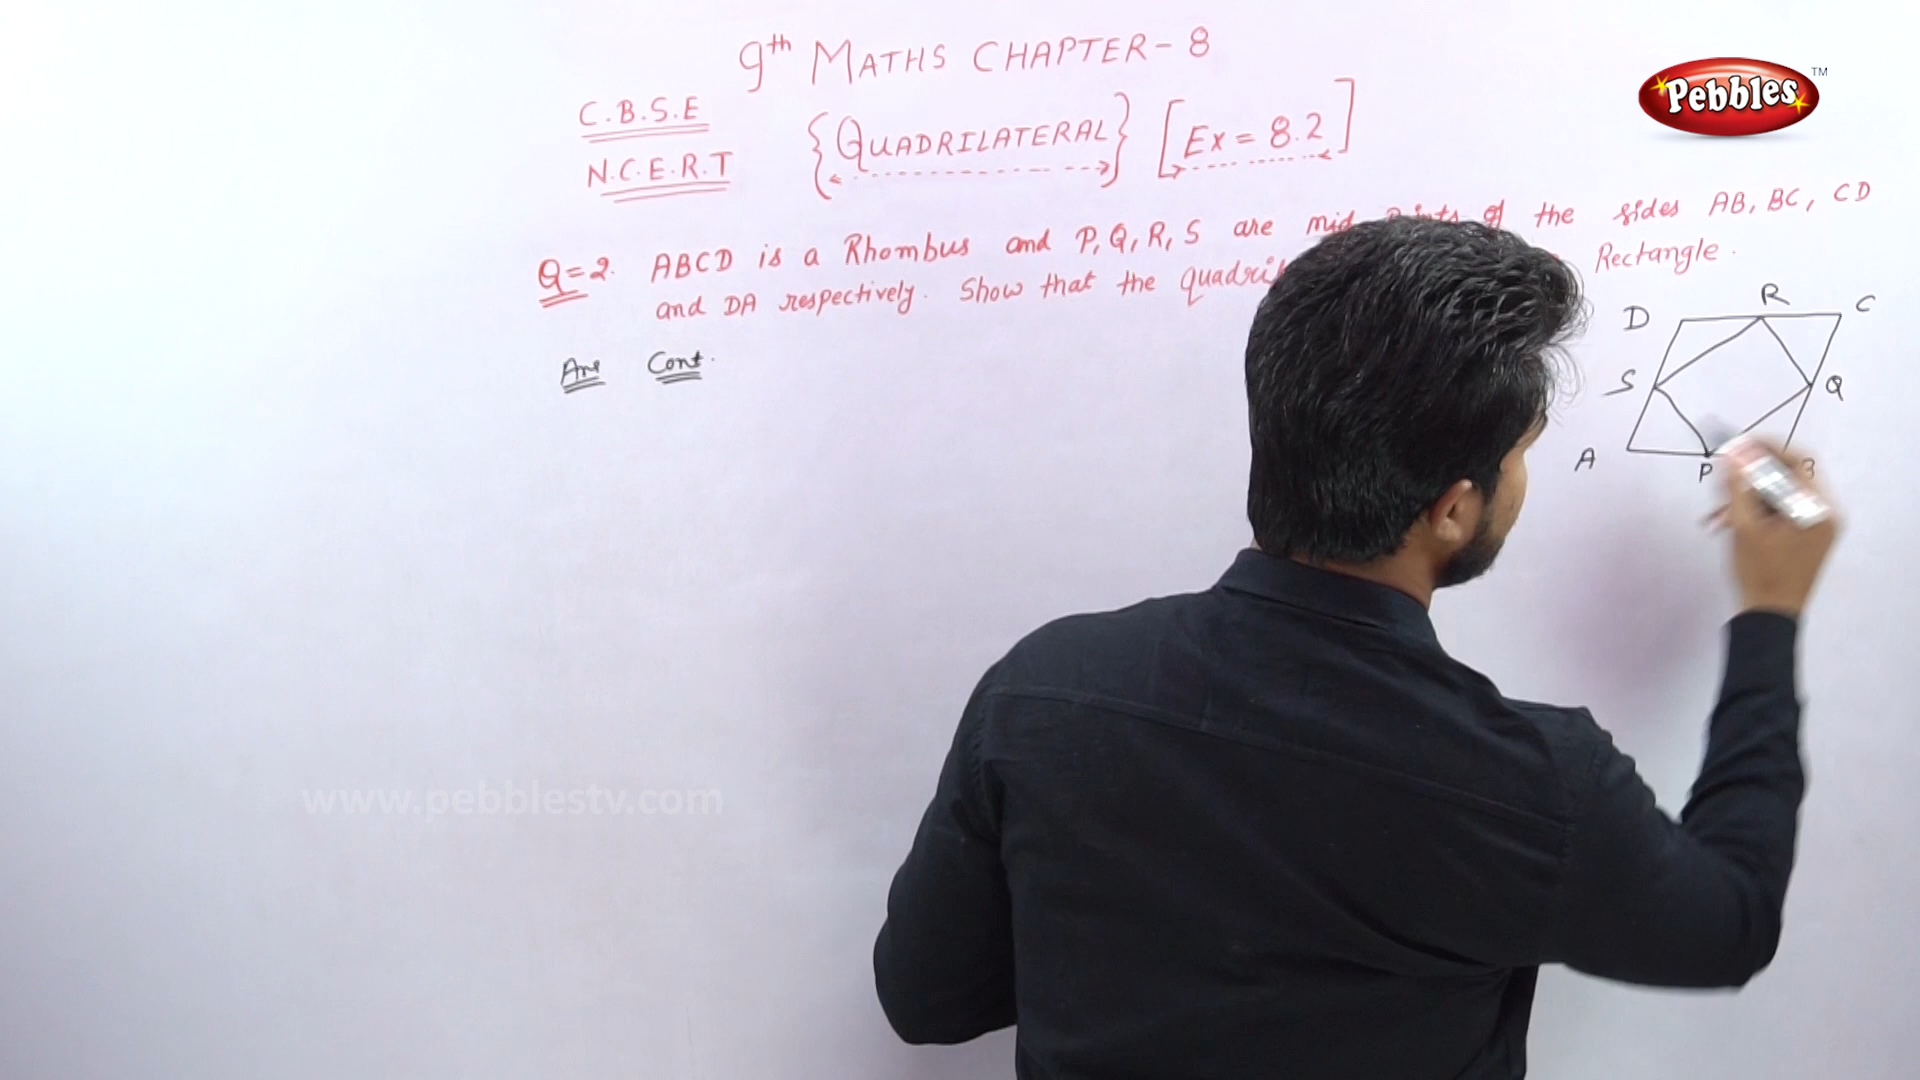 9th MATHS CHAPTER-8
C.B.S.E
N.C.E.R.T
{QUADRILATERAL} [Ex = 8.2]
Pebbles TM
Q=2. ABCD is a Rhombus and P, Q, R, S are mid of the sides AB, BC, CD
and DA respectively. Show that the Rectangle.
Ans Cont.
D R C
S Q
A P B
www.pebblestv.com